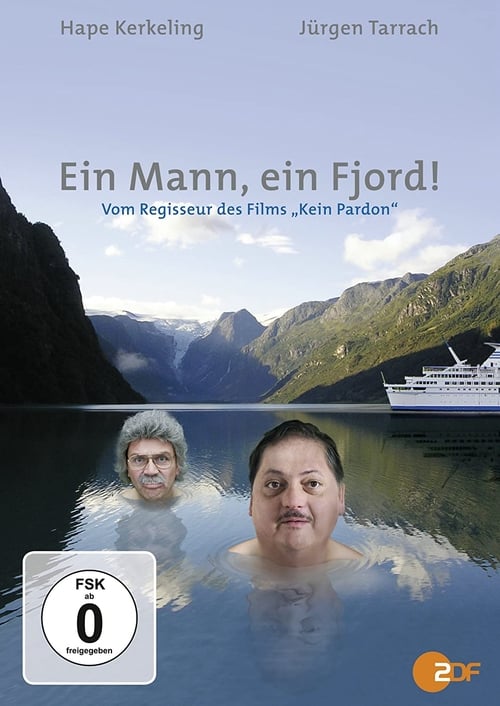 Hape Kerkeling
Jürgen Tarrach
Ein Mann, ein Fjord!
Vom Regisseur des Films „Kein Pardon“
FSK
ab
0
freigegeben
2DF